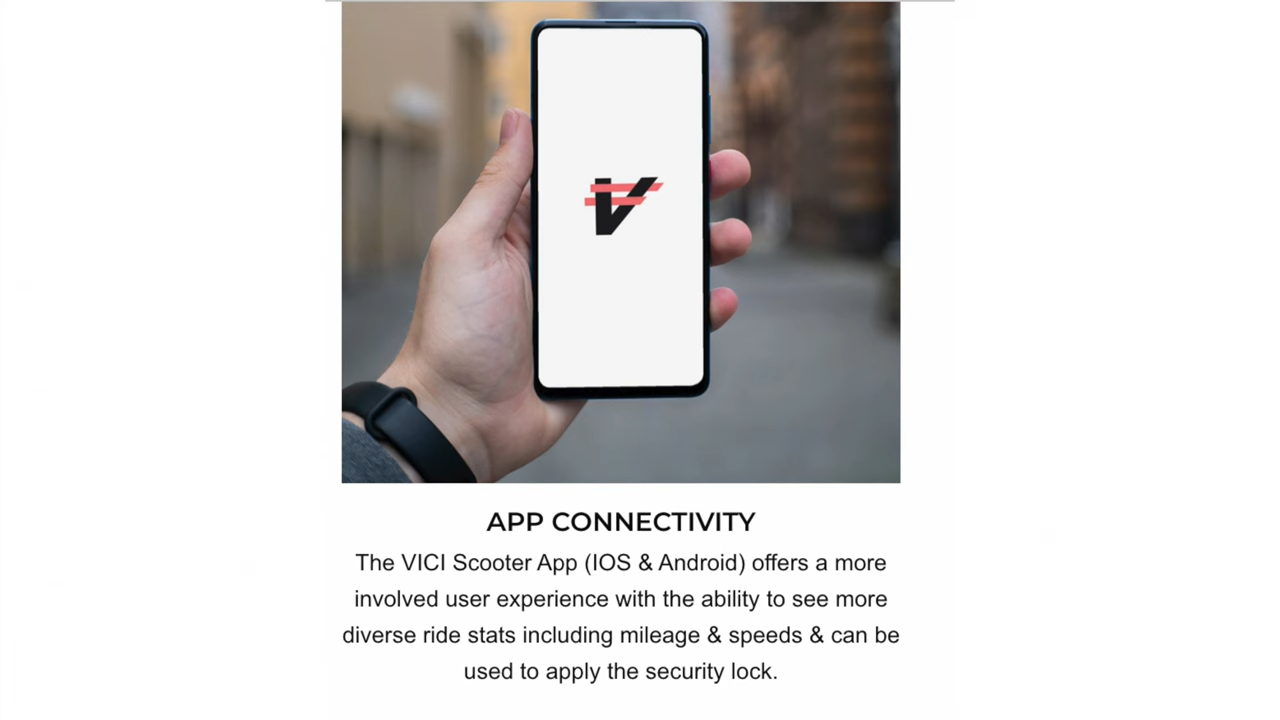 APP CONNECTIVITY
The VICI Scooter App (IOS & Android) offers a more
involved user experience with the ability to see more
diverse ride stats including mileage & speeds & can be
used to apply the security lock.